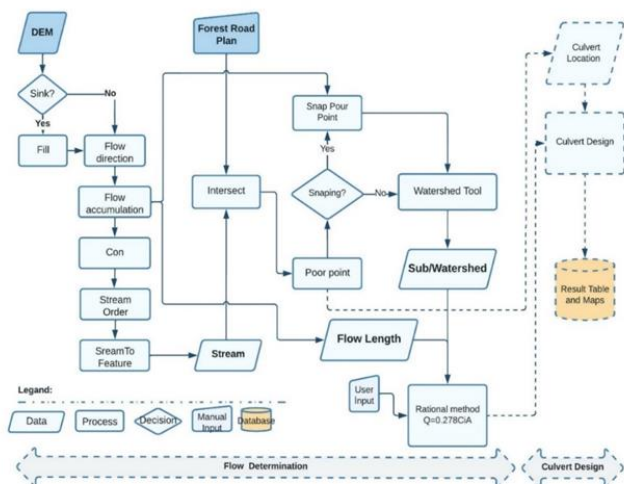 DEM
Forest Road
Plan
Culvert
Location
Sink?
No
Yes
Snap Pour
Point
Fill
Flow
direction
Culvert Design
Yes
Flow
accumulation
Intersect
Snaping?
No
Watershed Tool
Con
Poor point
Sub/Watershed
Result Table
and Maps
Stream
Order
SreamTo
Feature
Stream
Flow Length
Legend:
User
Input
Rational method
Q=0.278CiA
Data
Process
Decision
Manual
Input
Database
Flow Determination
Culvert Design